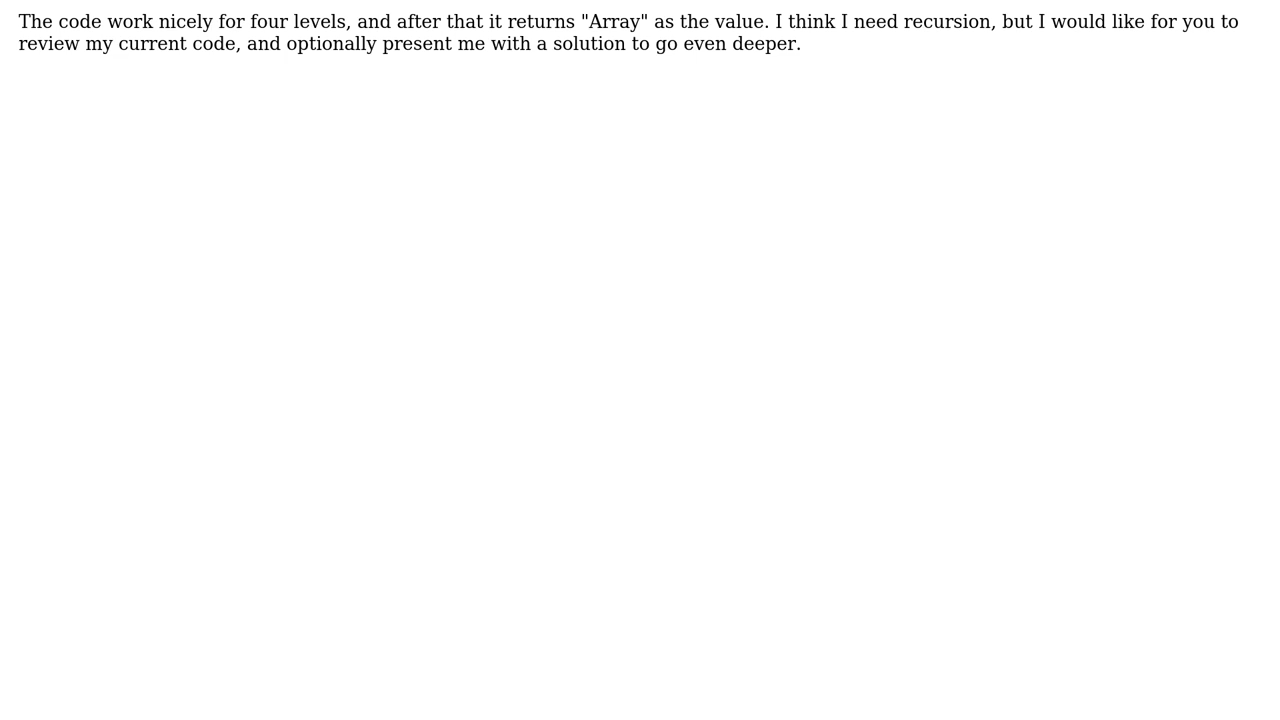 The code work nicely for four levels, and after that it returns "Array" as the value. I think I need recursion, but I would like for you to
review my current code, and optionally present me with a solution to go even deeper.